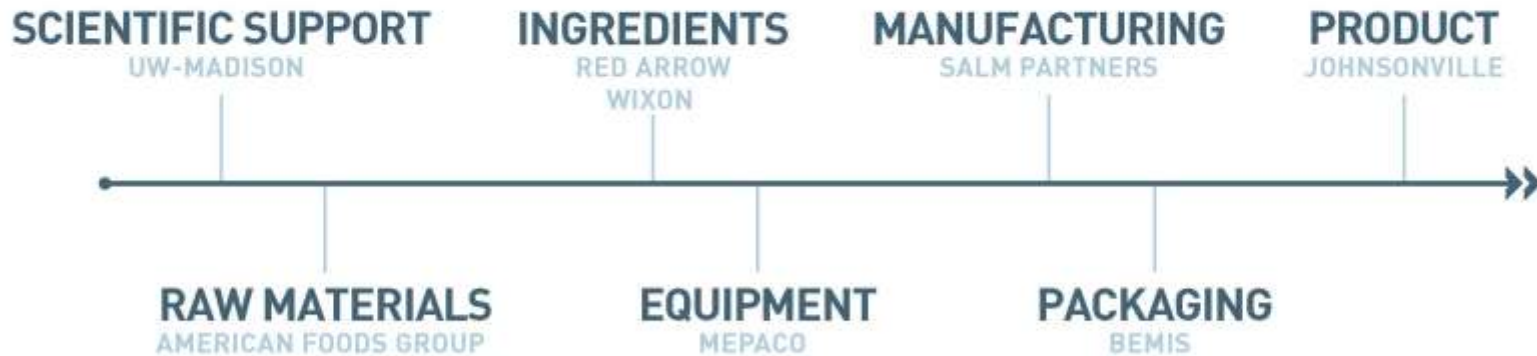 SCIENTIFIC SUPPORT
UW-MADISON
INGREDIENTS
RED ARROW
WIXON
MANUFACTURING
SALM PARTNERS
PRODUCT
JOHNSONVILLE
RAW MATERIALS
AMERICAN FOODS GROUP
EQUIPMENT
MEPACO
PACKAGING
BEMIS